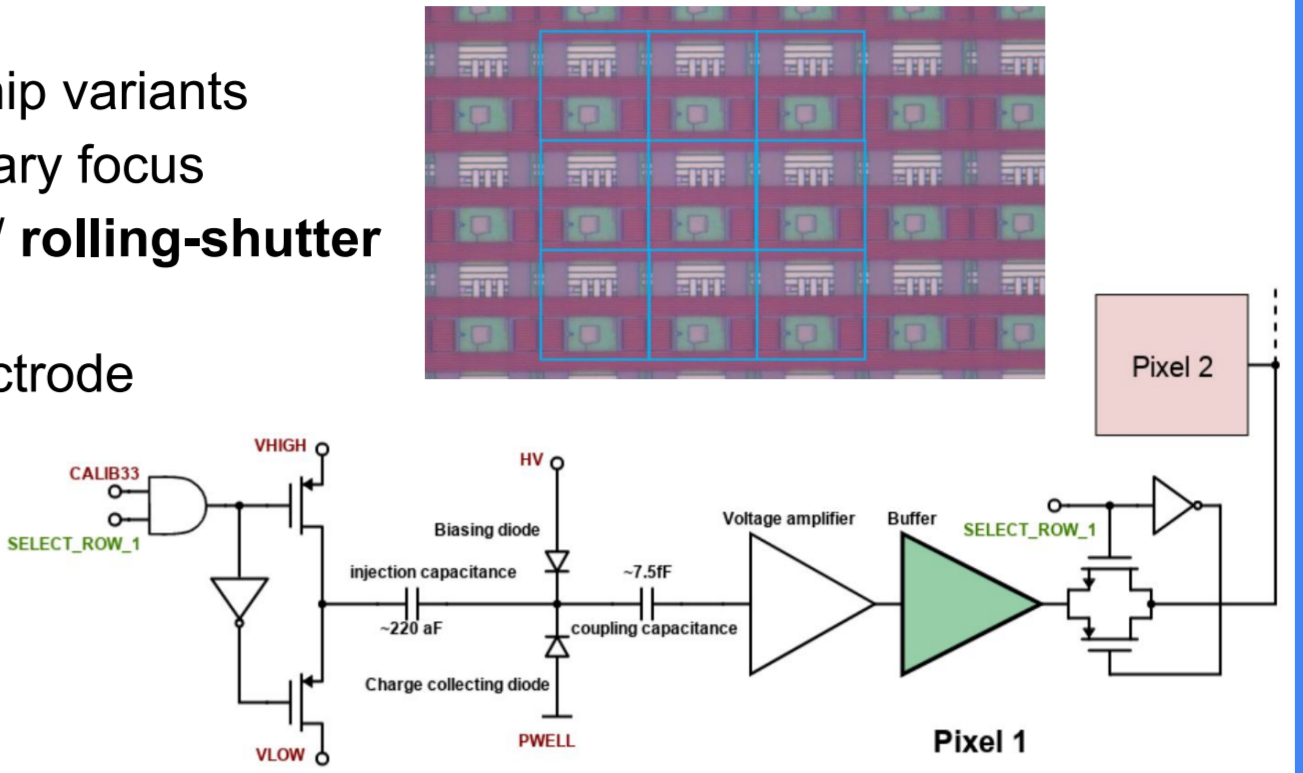 ip variants
ary focus
/ rolling-shutter
ctrode
Pixel 2
VHIGH
CALIB33
SELECT_ROW_1
HV
Biasing diode
injection capacitance
~220 aF
~7.5fF
coupling capacitance
Charge collecting diode
PWELL
VLOW
Voltage amplifier
Buffer
SELECT_ROW_1
Pixel 1